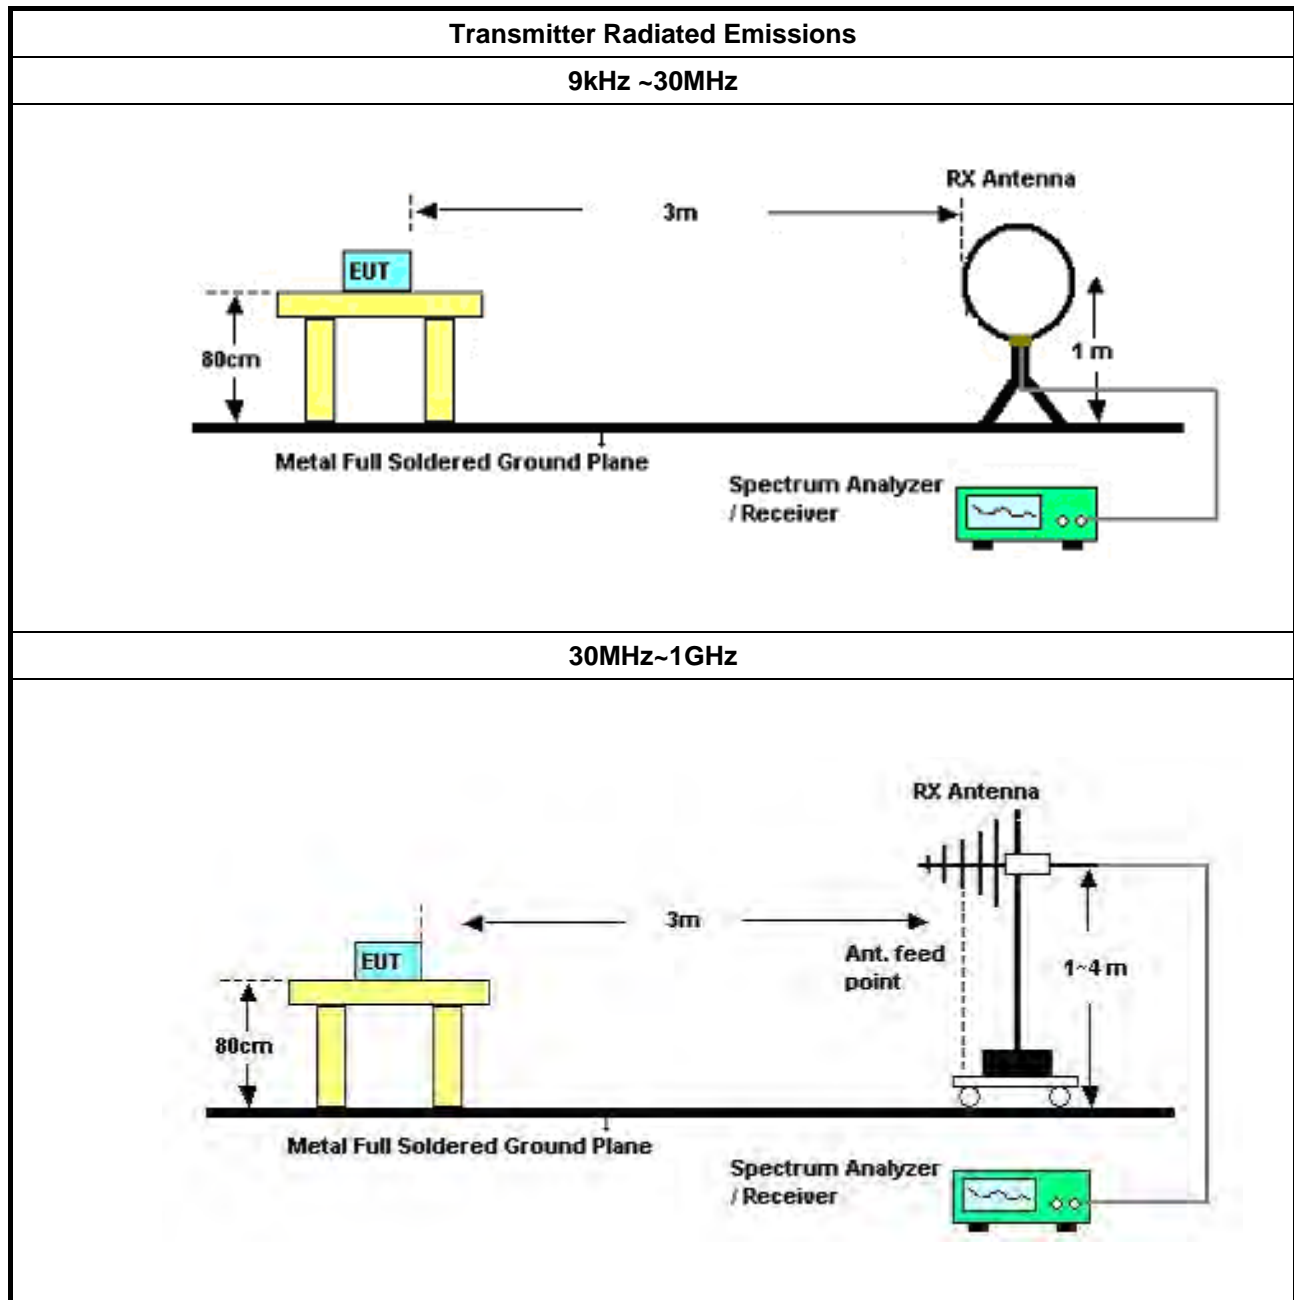 Transmitter Radiated Emissions
9kHz ~30MHz
RX Antenna
3m
EUT
80cm
1 m
Metal Full Soldered Ground Plane
Spectrum Analyzer
/ Receiver
30MHz~1GHz
RX Antenna
3m
Ant. feed
point
EUT
1~4 m
80cm
Metal Full Soldered Ground Plane
Spectrum Analyzer
/ Receiver